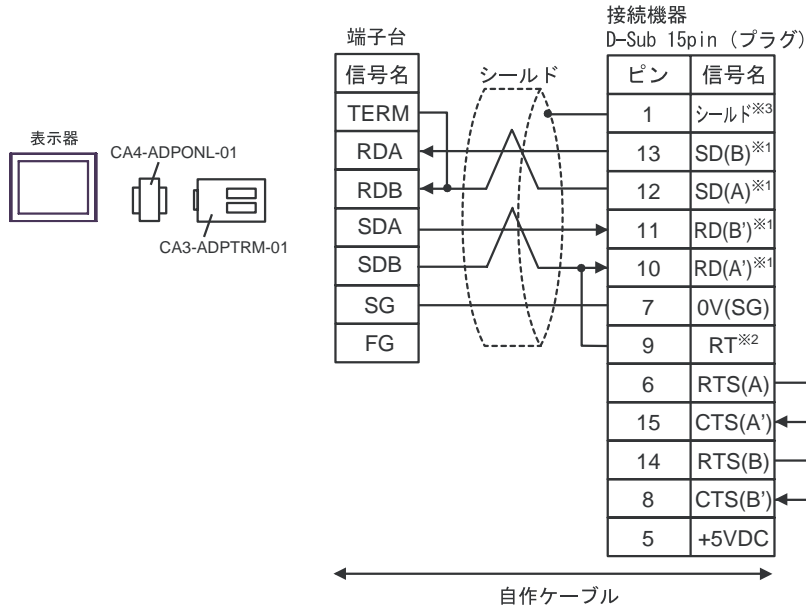 接続機器
端子台
D-Sub 15pin (プラグ)
信号名
シールド
ピン 信号名
TERM
1 シールド※3
表示器
CA4-ADPONL-01
RDA
13 SD(B)※1
RDB
12 SD(A)※1
SDA
11 RD(B')※1
CA3-ADPTRM-01
SDB
10 RD(A')※1
SG
7 0V(SG)
FG
9 RT※2
6 RTS(A)
15 CTS(A')
14 RTS(B)
8 CTS(B')
5 +5VDC
自作ケーブル